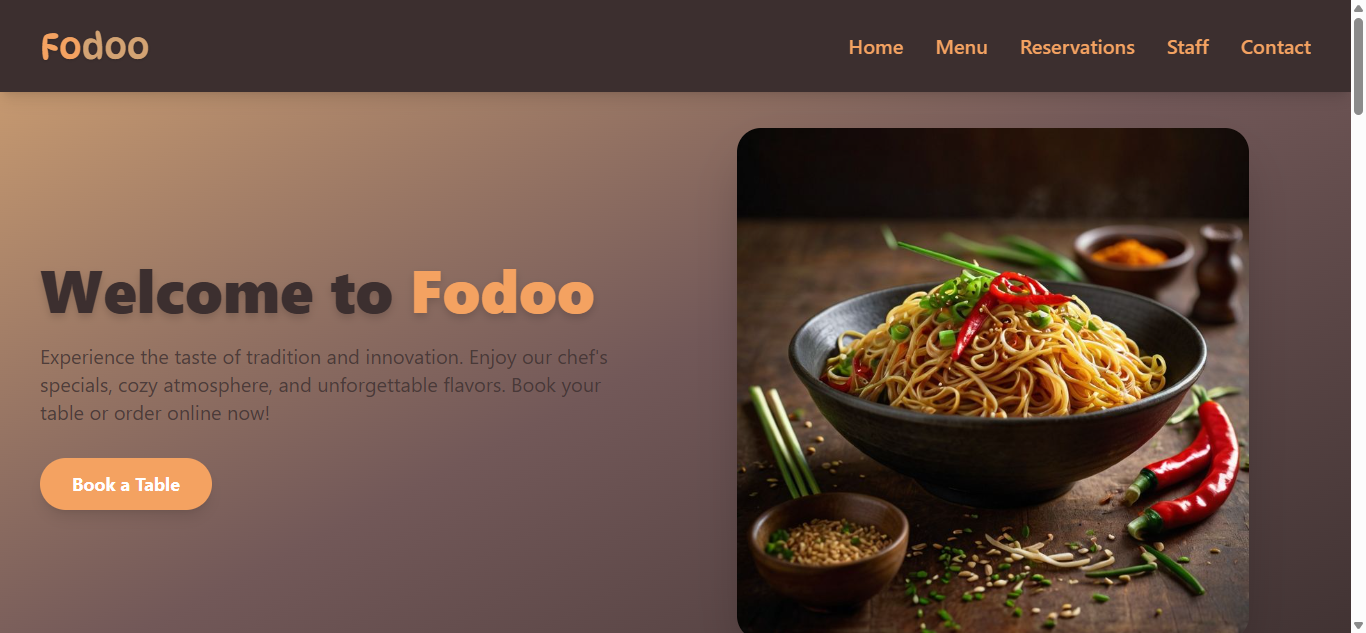 Fodoo
Home Menu Reservations Staff Contact
Welcome to Fodoo
Experience the taste of tradition and innovation. Enjoy our chef's
specials, cozy atmosphere, and unforgettable flavors. Book your
table or order online now!
Book a Table